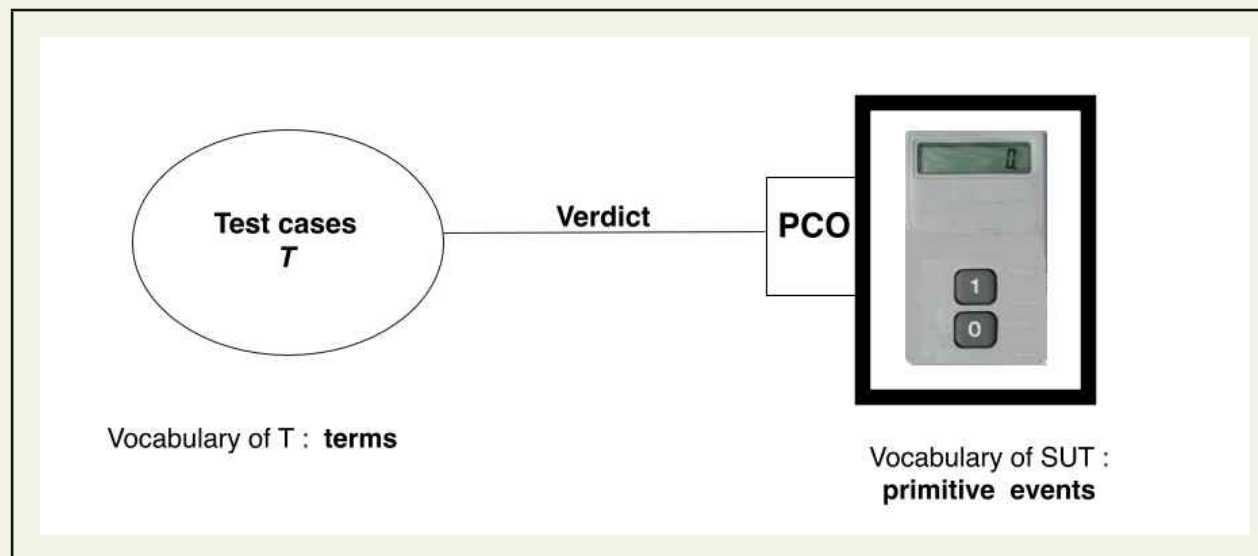 Test cases
T
Verdict
PCO
0.
1
0
Vocabulary of T : terms
Vocabulary of SUT :
primitive events